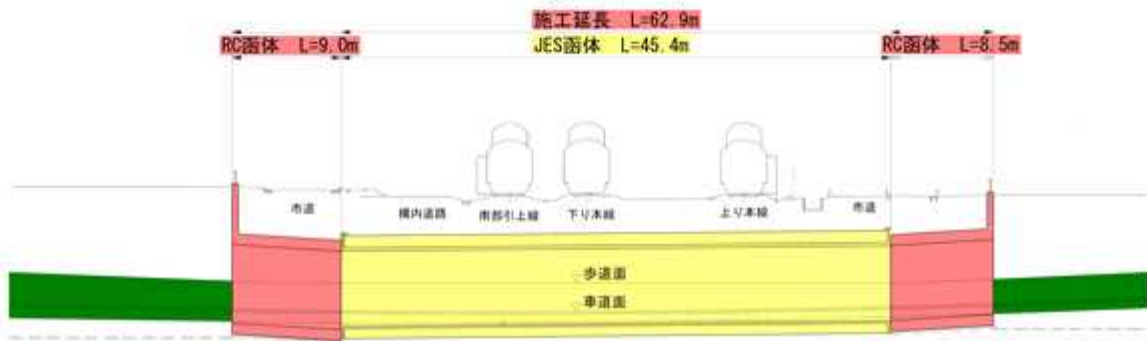 施工延長 L=62.9m
RC函体 L=9.0m
JES函体 L=45.4m
RC函体 L=8.5m
市道
構内道路
南部引上線
下り本線
上り本線
市道
歩道面
車道面